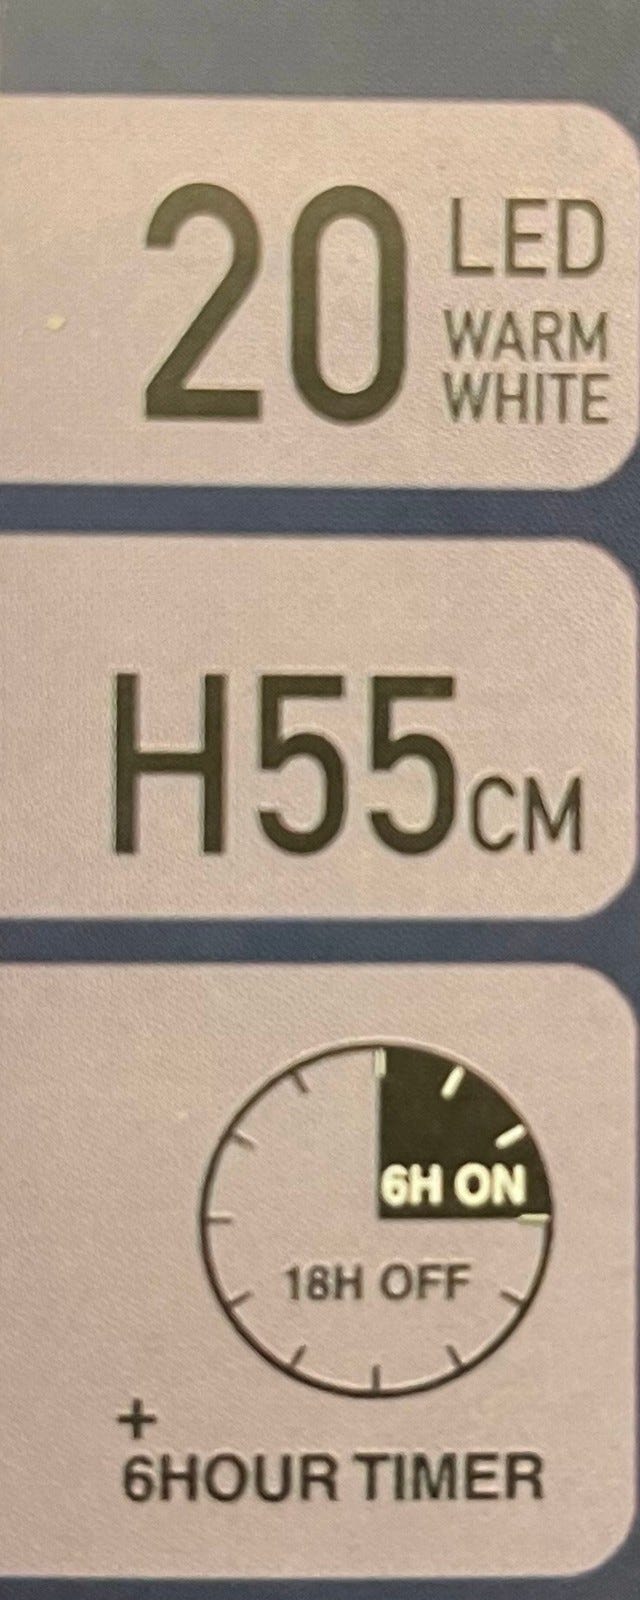 20 LED
WARM
WHITE
H55CM
6H ON
18H OFF
+
6HOUR TIMER